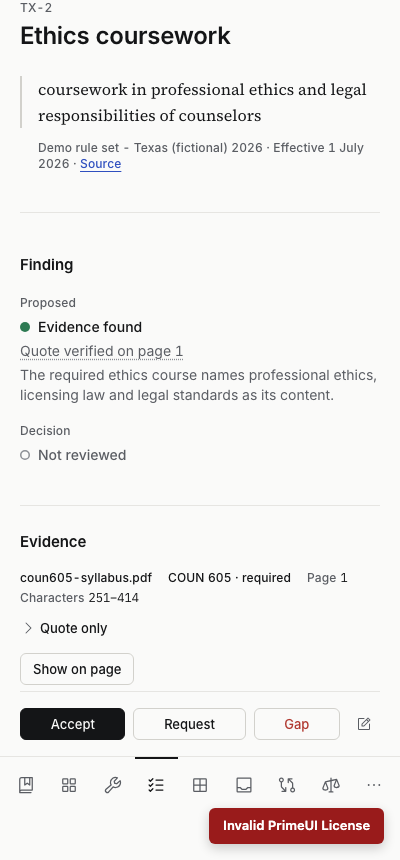 TX-2
Ethics coursework
coursework in professional ethics and legal
responsibilities of counselors
Demo rule set - Texas (fictional) 2026 · Effective 1 July
2026 · Source
Finding
Proposed
Evidence found
Quote verified on page 1
The required ethics course names professional ethics,
licensing law and legal standards as its content.
Decision
Not reviewed
Evidence
coun605-syllabus.pdf COUN 605 · required Page 1
Characters 251–414
Quote only
Show on page
Accept Request Gap
Invalid PrimeUI License